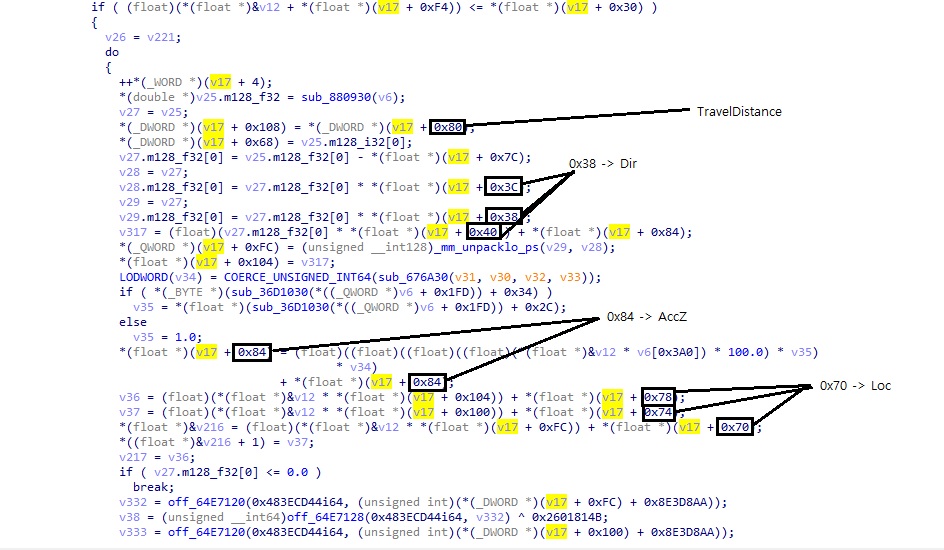 if ( (float)(*(float *)&v12 + *(float *)(v17 + 0xF4)) <= *(float *)(v17 + 0x30) )
{
v26 = v221;
do
{
++*(_WORD *)(v17 + 4);
*(double *)v25.m128_f32 = sub_880930(v6);
v27 = v25;
TravelDistance
*(_DWORD *)(v17 + 0x108) = *(_DWORD *)(v17 + 0x80);
*(_DWORD *)(v17 + 0x68) = v25.m128_i32[0];
v27.m128_f32[0] = v25.m128_f32[0] - *(float *)(v17 + 0x7C);
0x38 -> Dir
v28 = v27;
v28.m128_f32[0] = v27.m128_f32[0] * *(float *)(v17 + 0x3C);
v29 = v27;
v29.m128_f32[0] = v27.m128_f32[0] * *(float *)(v17 + 0x38);
v317 = (float)(v27.m128_f32[0] * *(float *)(v17 + 0x40)) + *(float *)(v17 + 0x84);
*(_QWORD *)(v17 + 0xFC) = (unsigned __int128)_mm_unpacklo_ps(v29, v28);
*(float *)(v17 + 0x104) = v317;
LODWORD(v34) = COERCE_UNSIGNED_INT64(sub_676A30(v31, v30, v32, v33));
if ( *(_BYTE *)(sub_36D1030(*((_QWORD *)v6 + 0x1FD)) + 0x34) )
v35 = *(float *)(sub_36D1030(*((_QWORD *)v6 + 0x1FD)) + 0x2C);
0x84 -> AccZ
else
v35 = 1.0;
*(float *)(v17 + 0x84) = (float)((float)((float)((float)(*(float *)&v12 * v6[0x3A0]) * 100.0) * v35)
* v34)
+ *(float *)(v17 + 0x84);
0x70 -> Loc
v36 = (float)(*(float *)&v12 * *(float *)(v17 + 0x104)) + *(float *)(v17 + 0x78);
v37 = (float)(*(float *)&v12 * *(float *)(v17 + 0x100)) + *(float *)(v17 + 0x74);
*(float *)&v216 = (float)(*(float *)&v12 * *(float *)(v17 + 0xFC)) + *(float *)(v17 + 0x70);
*((float *)&v216 + 1) = v37;
v217 = v36;
if ( v27.m128_f32[0] <= 0.0 )
break;
v332 = off_64E7120(0x483ECD44i64, (unsigned int)(*(_DWORD *)(v17 + 0xFC) + 0x8E3D8AA));
v38 = (unsigned __int64)off_64E7128(0x483ECD44i64, v332) ^ 0x2601814B;
v333 = off_64E7120(0x483ECD44i64, (unsigned int)(*(_DWORD *)(v17 + 0x100) + 0x8E3D8AA));